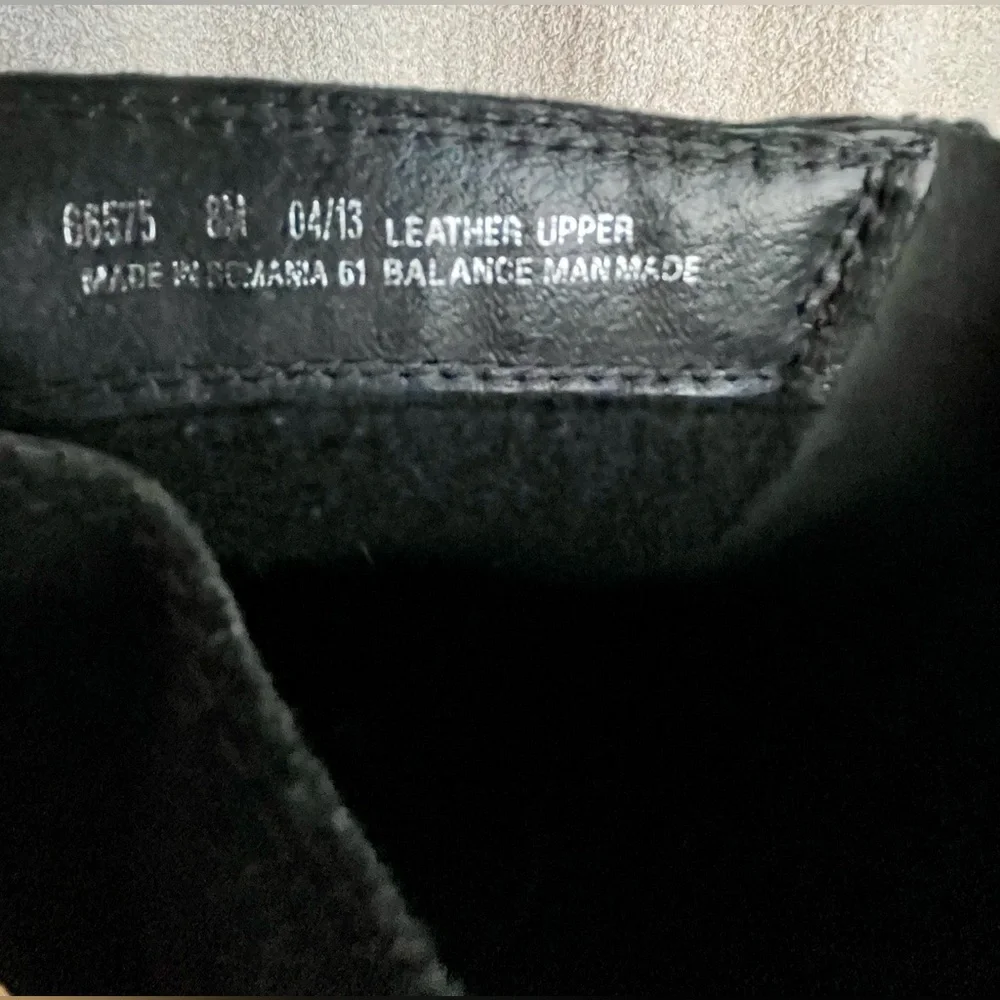 66575 8M 04/13 LEATHER UPPER
MADE IN ROMANIA 61 BALANCE MANMADE